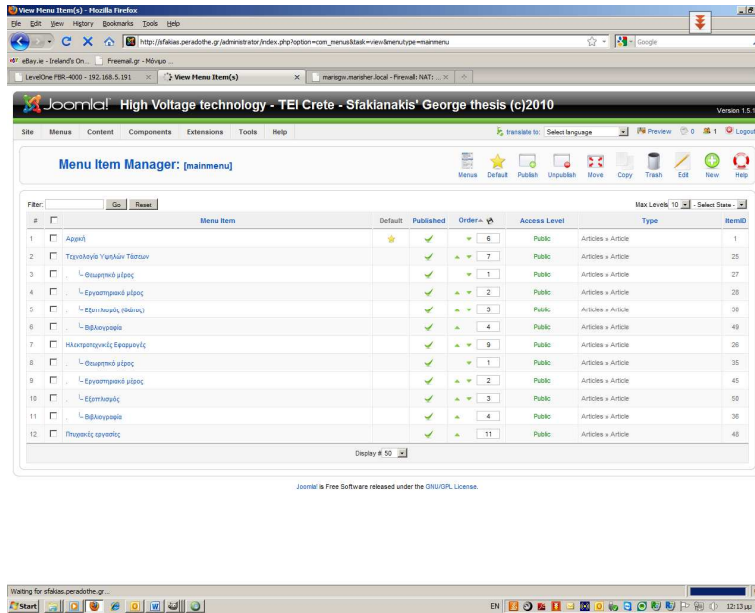 View Menu Item(s) - Mozilla Firefox
File Edit View History Bookmarks Tools Help
http://sfakias.peradothe.gr/administrator/index.php?option=com_menus&task=view&menutype=mainmenu
Google
eBay.ie - Ireland's On... Freemail.gr - Μόνιμο ...
LevelOne FBR-4000 - 192.168.5.191 View Menu Item(s) marisgw.marisher.local - Firewall: NAT: ...
Joomla! High Voltage technology - TEI Crete - Sfakianakis' George thesis (c)2010
Version 1.5.1
Site Menus Content Components Extensions Tools Help translate to: Select language Preview 0 1 Logout
Menu Item Manager: [mainmenu]
Menus Default Publish Unpublish Move Copy Trash Edit New Help
Filter: Go Reset Max Levels 10 - Select State -
# Menu Item Default Published Order Access Level Type ItemID
1 Αρχική 6 Public Articles » Article 1
2 Τεχνολογία Υψηλών Τάσεων 7 Public Articles » Article 25
3 . Θεωρητικό μέρος 1 Public Articles » Article 27
4 . Εργαστηριακό μέρος 2 Public Articles » Article 28
5 . Εξοπλισμός (Φώτος) 3 Public Articles » Article
6 . Βιβλιογραφία 4 Public Articles » Article 49
7 Ηλεκτροτεχνικές Εφαρμογές 9 Public Articles » Article 26
8 . Θεωρητικό μέρος 1 Public Articles » Article 35
9 . Εργαστηριακό μέρος 2 Public Articles » Article 45
10 . Εξοπλισμός 3 Public Articles » Article 50
11 . Βιβλιογραφία 4 Public Articles » Article 36
12 Πτυχιακές εργασίες 11 Public Articles » Article 48
Display # 50
Joomla! is Free Software released under the GNU/GPL License.
Waiting for sfakias.peradothe.gr...
Start EN 12:13 μμ